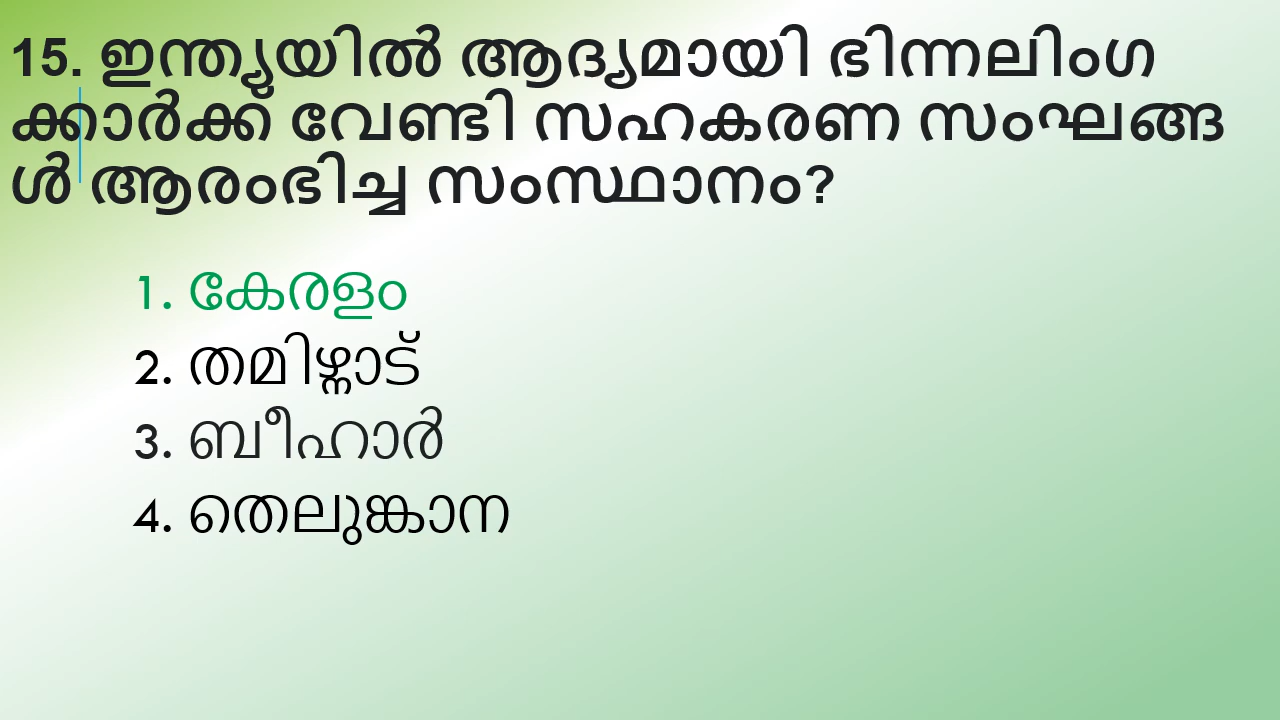 15. ഇന്ത്യയിൽ ആദ്യമായി ഭിന്നലിംഗ
ക്കാർക്ക് വേണ്ടി സഹകരണ സംഘങ്ങ
ൾ ആരംഭിച്ച സംസ്ഥാനം?
1. കേരളം
2. തമിഴ്നാട്
3. ബീഹാർ
4. തെലുങ്കാന